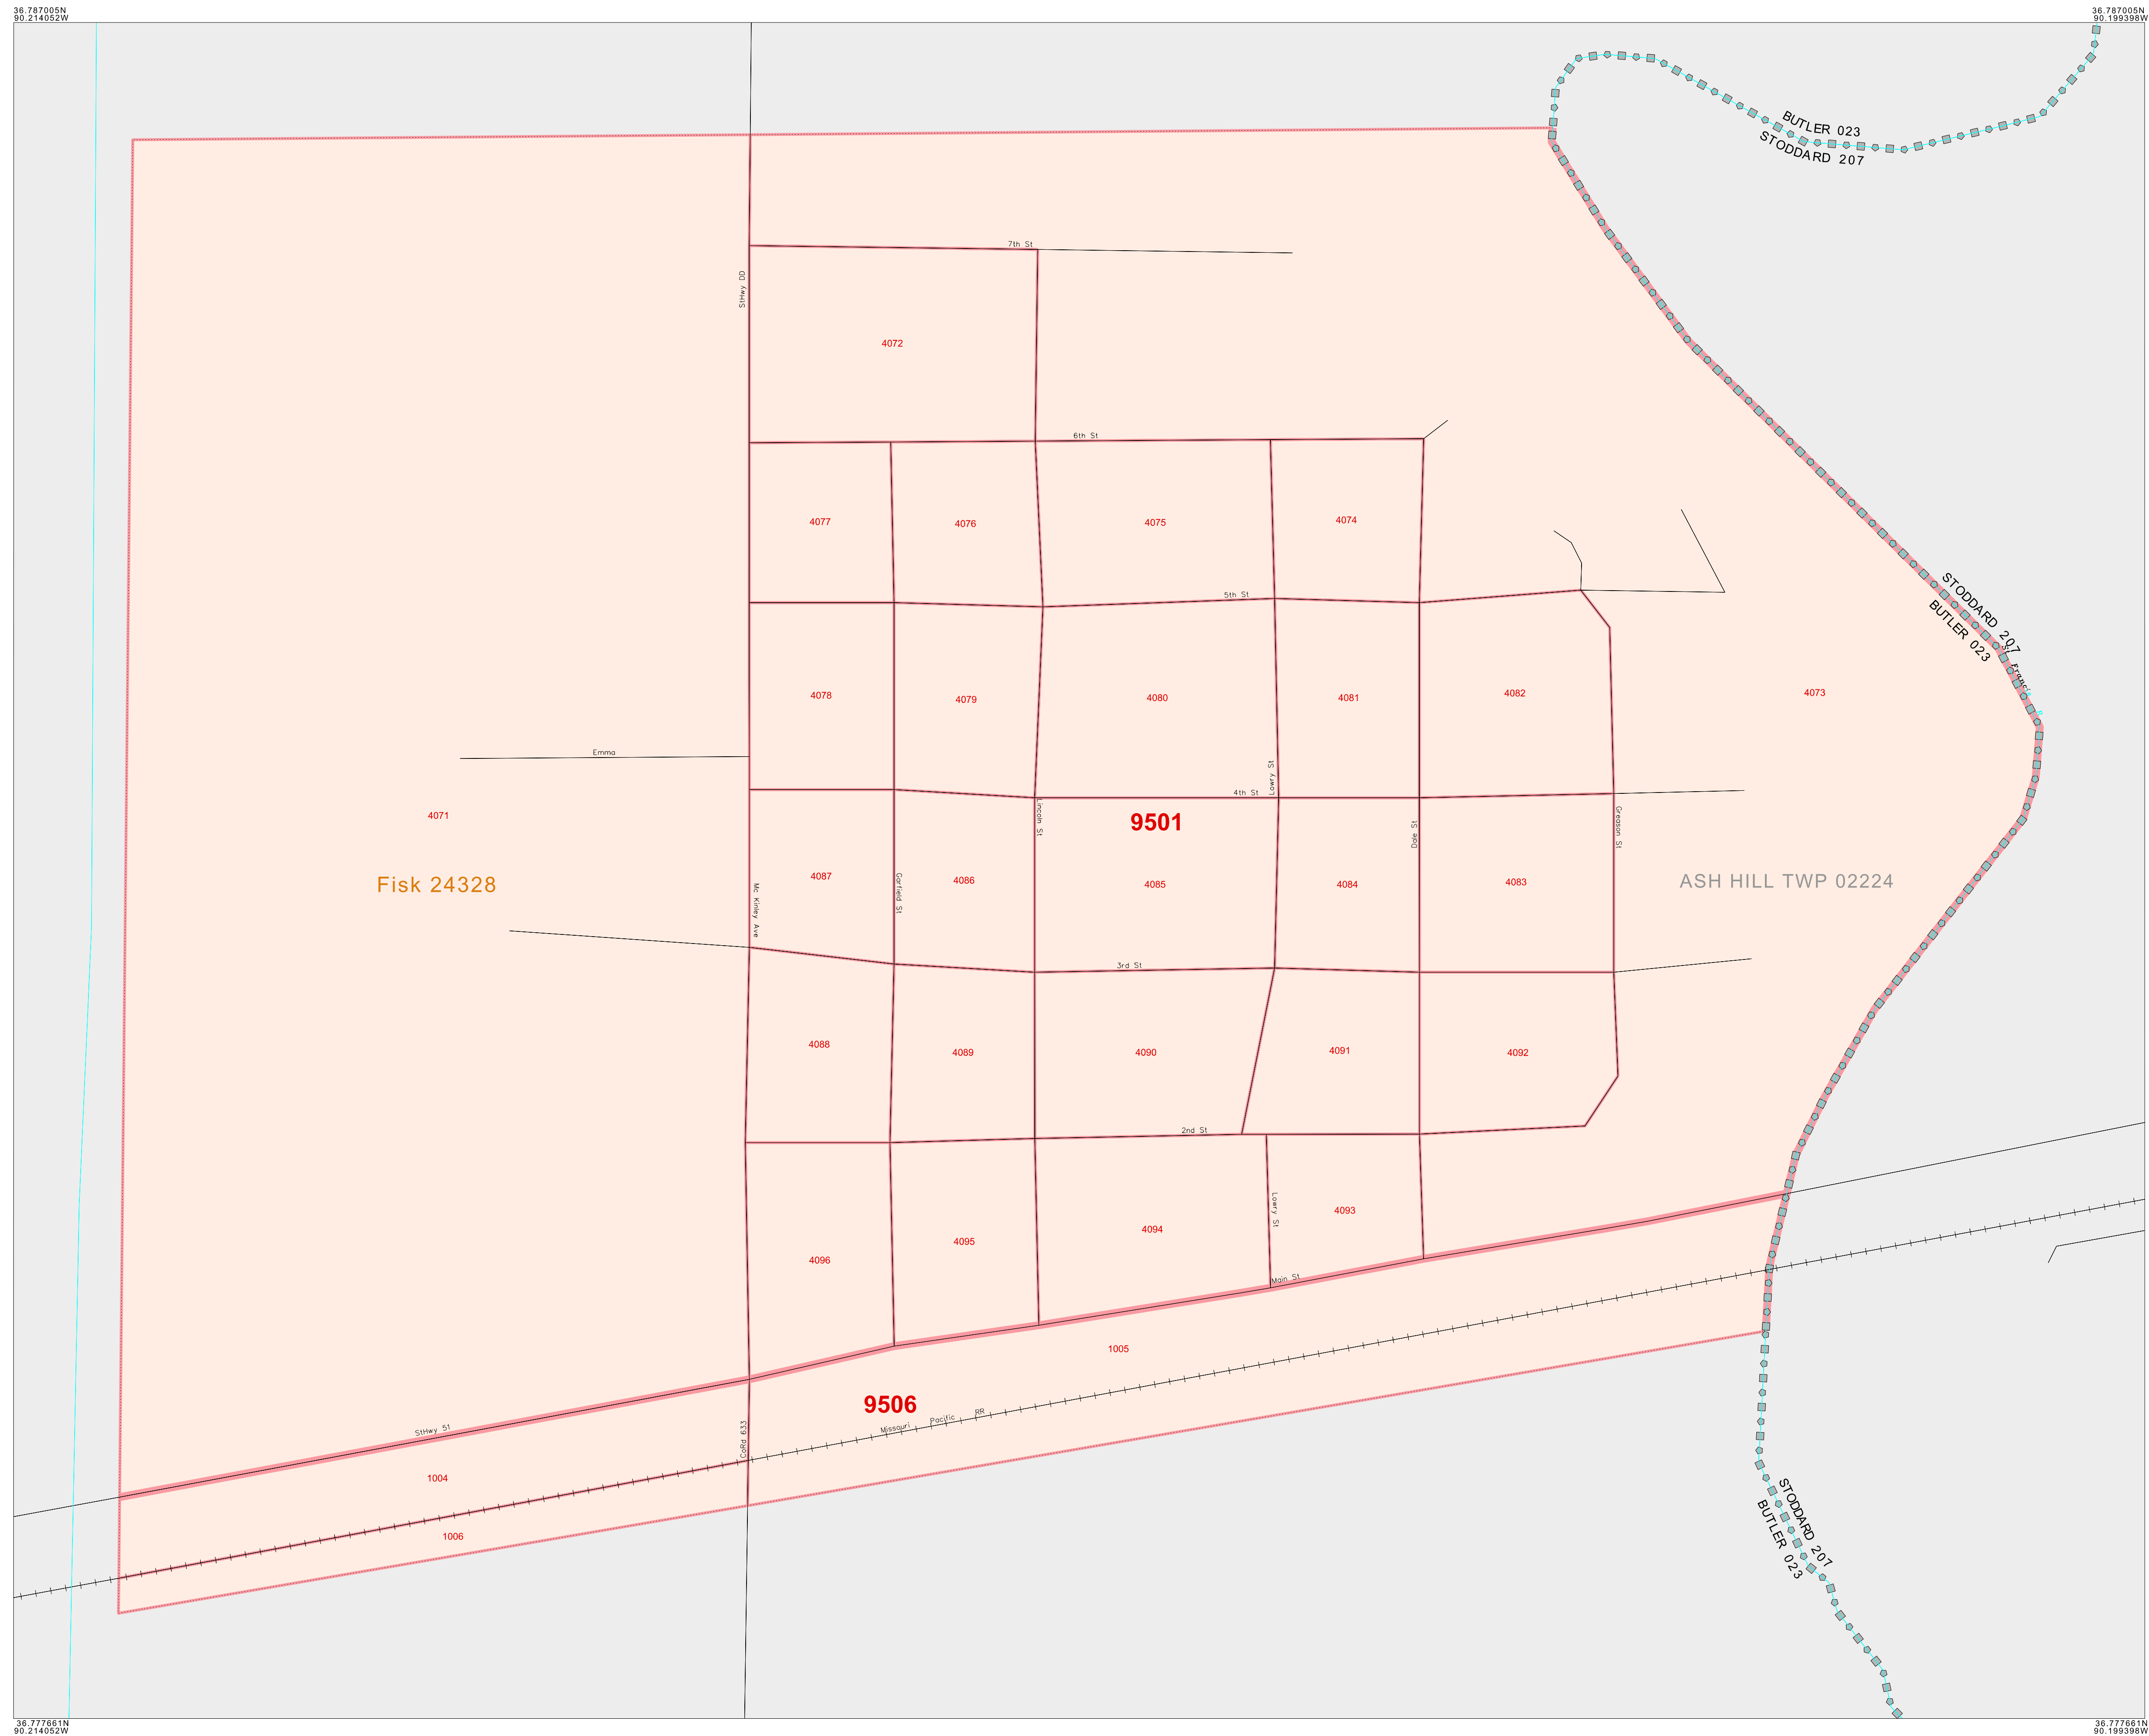 36.787005N
90.214052W
36.787005N
90.199398W
BUTLER 023
STODDARD 207
7th St
StHwy DD
4072
6th St
4077
4076
4075
4074
5th St
STODDARD 207
BUTLER 023
4078
4079
4080
4081
4082
4073
Emma
Lowry St
4th St
4071
9501
Lincoln St
Dale St
Greason St
Fisk 24328
4087
4086
4085
4084
4083
ASH HILL TWP 02224
Mc Kinley Ave
Garfield St
3rd St
4088
4089
4090
4091
4092
2nd St
4096
4095
4094
Lowry St
4093
Main St
1005
9506
StHwy 51
CoRd 633
Missouri Pacific RR
1004
1006
STODDARD 207
BUTLER 023
36.777661N
90.214052W
36.777661N
90.199398W